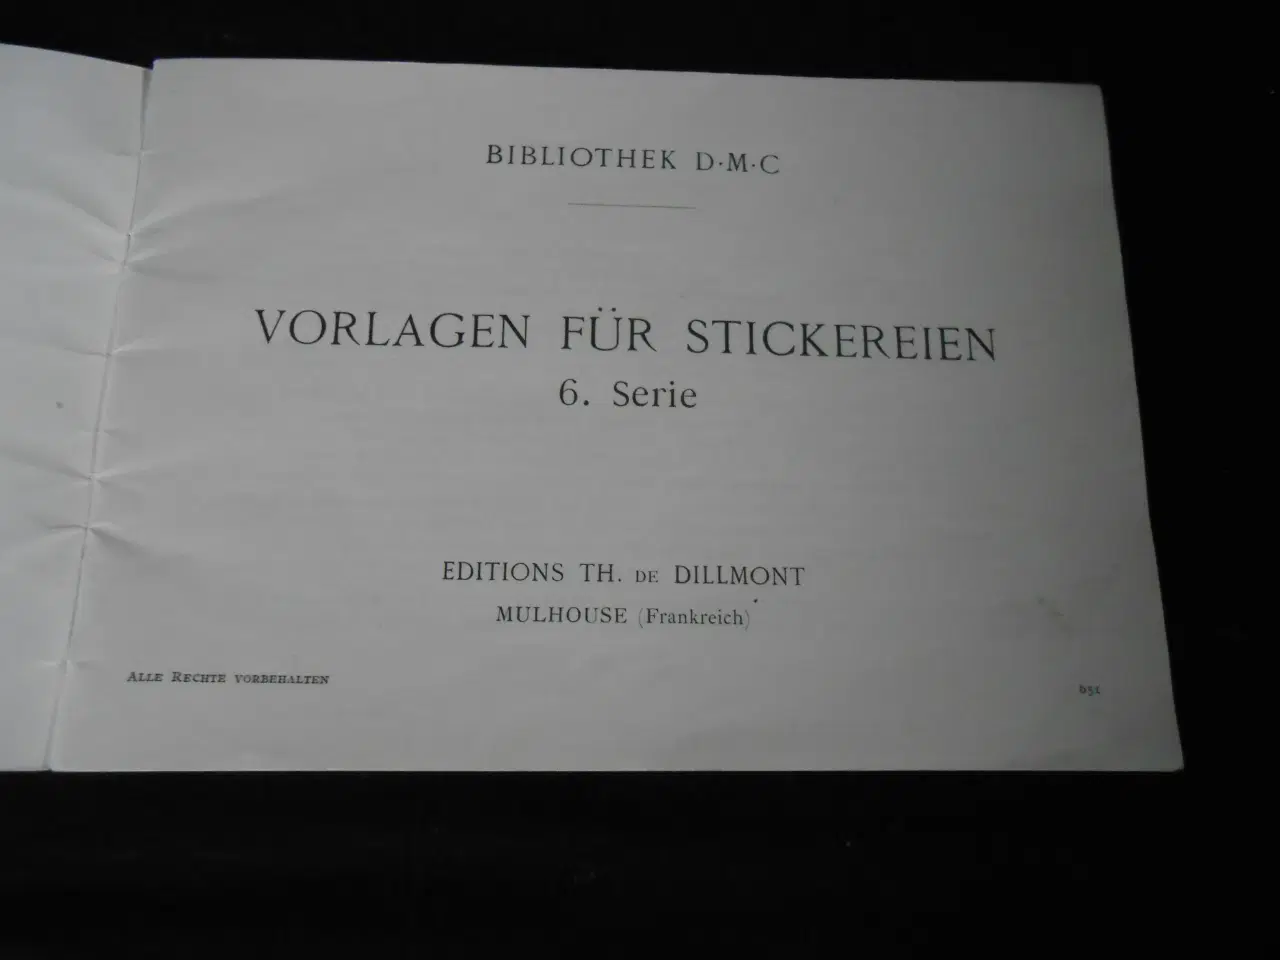 BIBLIOTHEK D·M·C
VORLAGEN FÜR STICKEREIEN
6. Serie
EDITIONS TH. DE DILLMONT
MULHOUSE (Frankreich)
ALLE RECHTE VORBEHALTEN